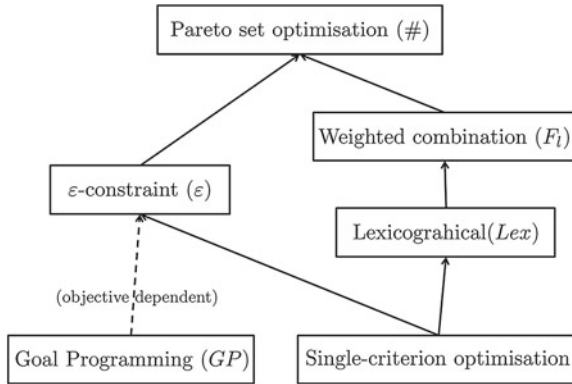 Pareto set optimisation (#)
Weighted combination (F_l)
ε-constraint (ε)
Lexicograhical(Lex)
(objective dependent)
Goal Programming (GP)
Single-criterion optimisation